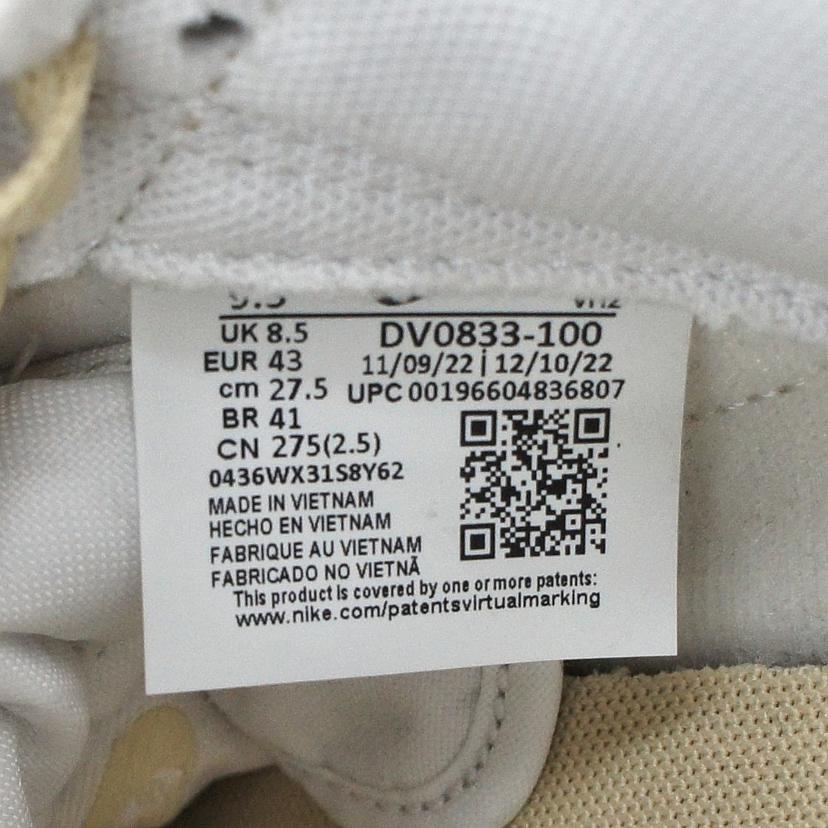 UK 8.5 DV0833-100
EUR 43 11/09/22 | 12/10/22
cm 27.5 UPC 00196604836807
BR 41
CN 275(2.5)
0436WX31S8Y62
MADE IN VIETNAM
HECHO EN VIETNAM
FABRIQUE AU VIETNAM
FABRICADO NO VIETNÃ
This product is covered by one or more patents:
www.nike.com/patentsvirtualmarking